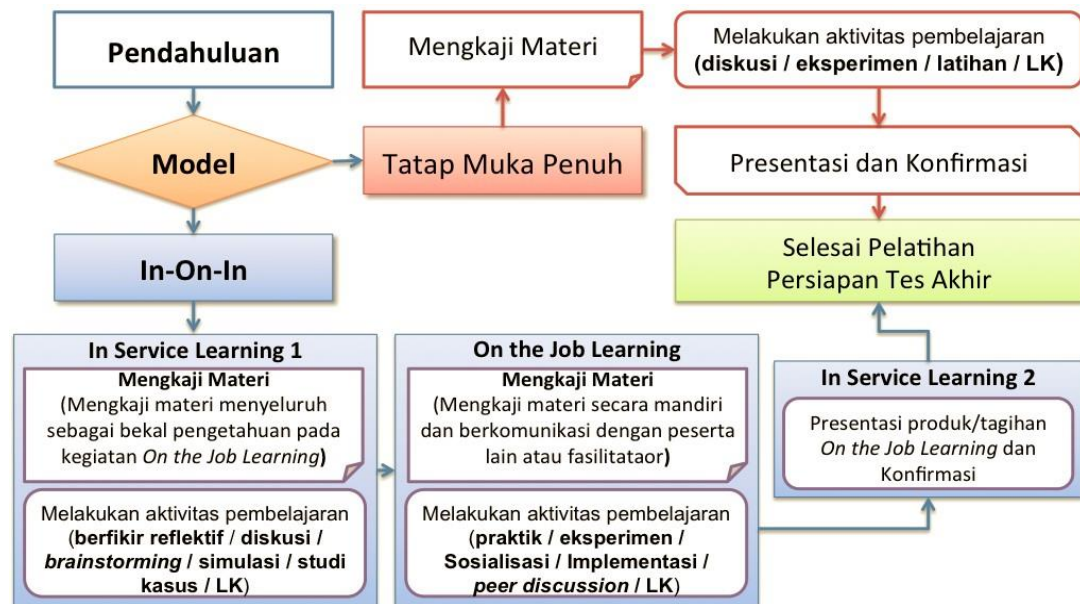 Pendahuluan
Model
Tatap Muka Penuh
Mengkaji Materi
Melakukan aktivitas pembelajaran
(diskusi / eksperimen / latihan / LK)
Presentasi dan Konfirmasi
Selesai Pelatihan
Persiapan Tes Akhir
In-On-In
In Service Learning 1
Mengkaji Materi
(Mengkaji materi menyeluruh
sebagai bekal pengetahuan pada
kegiatan On the Job Learning)
Melakukan aktivitas pembelajaran
(berfikir reflektif / diskusi /
brainstorming / simulasi / studi
kasus / LK)
On the Job Learning
Mengkaji Materi
(Mengkaji materi secara mandiri
dan berkomunikasi dengan peserta
lain atau fasilitataor)
Melakukan aktivitas pembelajaran
(praktik / eksperimen /
Sosialisasi / Implementasi /
peer discussion / LK)
In Service Learning 2
Presentasi produk/tagihan
On the Job Learning dan
Konfirmasi